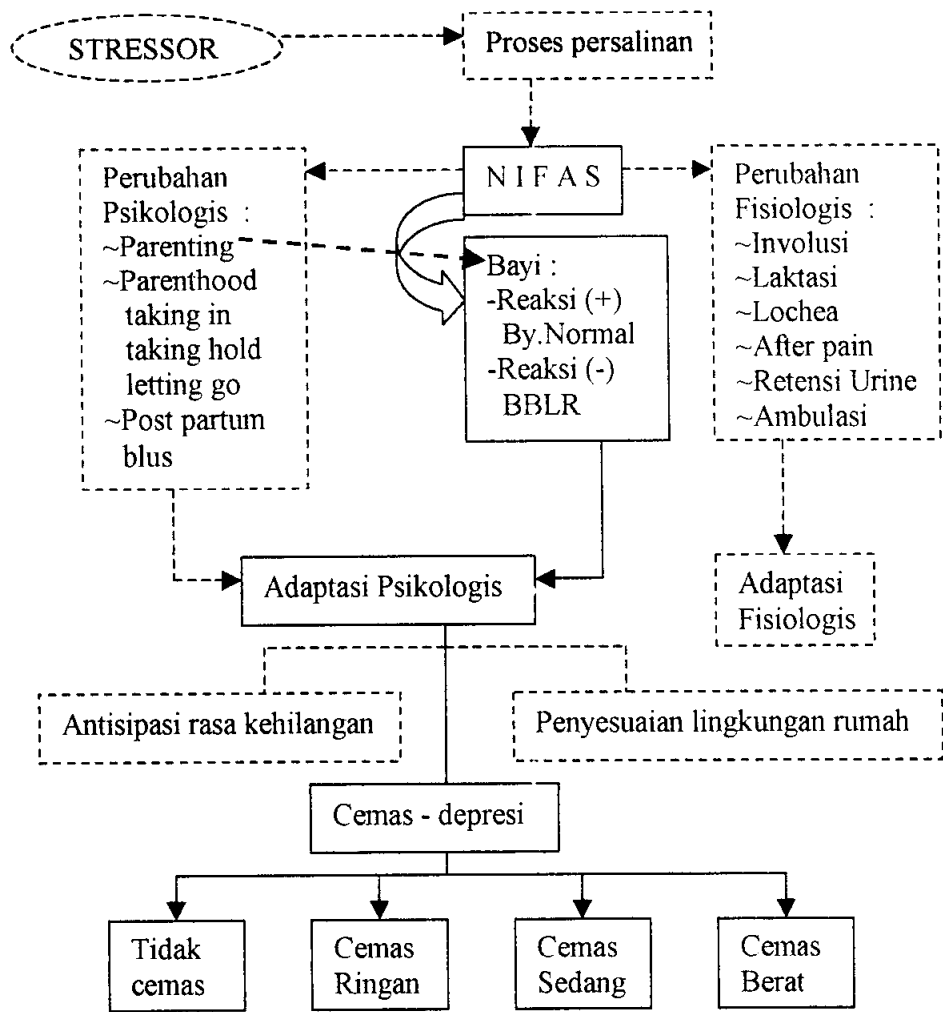 STRESSOR
Proses persalinan
N I F A S
Perubahan
Psikologis :
~Parenting
~Parenthood
taking in
taking hold
letting go
~Post partum
blus
Bayi :
-Reaksi (+)
By.Normal
-Reaksi (-)
BBLR
Perubahan
Fisiologis :
~Involusi
~Laktasi
~Lochea
~After pain
~Retensi Urine
~Ambulasi
Adaptasi Psikologis
Adaptasi
Fisiologis
Antisipasi rasa kehilangan
Penyesuaian lingkungan rumah
Cemas - depresi
Tidak
cemas
Cemas
Ringan
Cemas
Sedang
Cemas
Berat